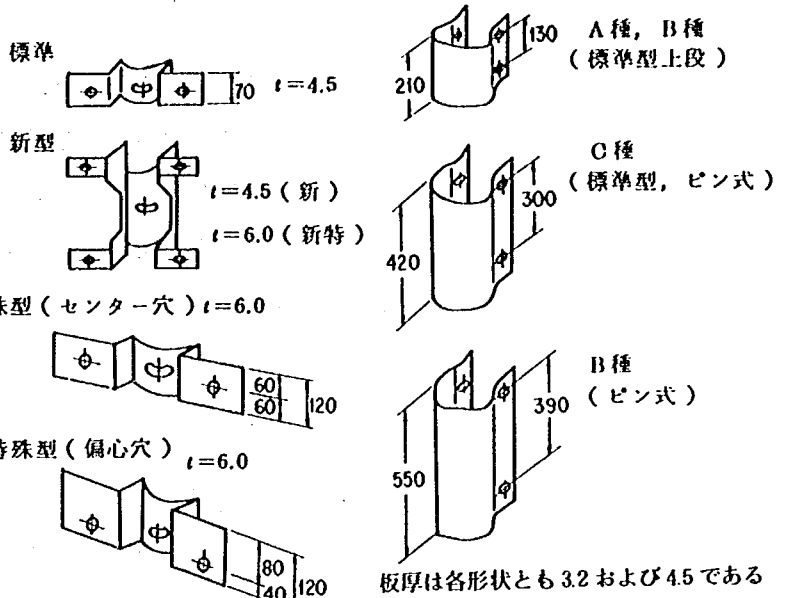 標準
70 t=4.5
新型
t=4.5（新）
t=6.0（新特）
殊型（センター穴）t=6.0
60
60
120
特殊型（偏心穴）t=6.0
80
40
120
130
210
A種，B種
（標準型上段）
C種
（標準型，ピン式）
300
420
B種
（ピン式）
390
550
板厚は各形状とも3.2および4.5である